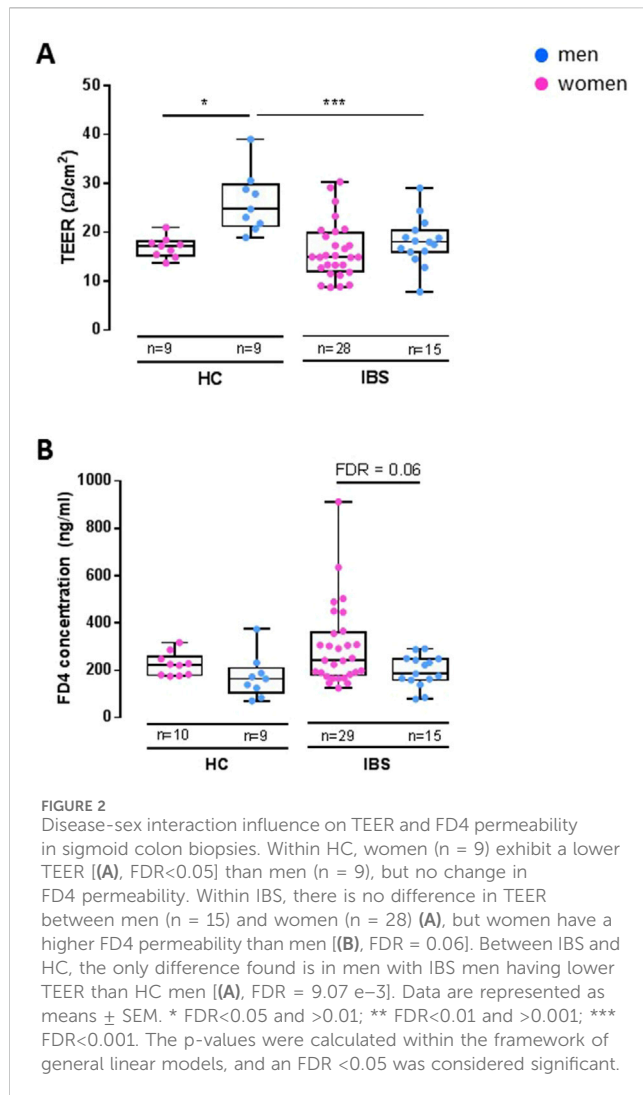 A
men
women
*
***
50
40
30
20
10
0
TEER (Ω/cm²)
n=9
n=9
n=28
n=15
HC
IBS
B
FDR = 0.06
1000
800
600
400
200
0
FD4 concentration (ng/ml)
n=10
n=9
n=29
n=15
HC
IBS
FIGURE 2
Disease-sex interaction influence on TEER and FD4 permeability
in sigmoid colon biopsies. Within HC, women (n = 9) exhibit a lower
TEER [(A), FDR<0.05] than men (n = 9), but no change in
FD4 permeability. Within IBS, there is no difference in TEER
between men (n = 15) and women (n = 28) (A), but women have a
higher FD4 permeability than men [(B), FDR = 0.06]. Between IBS and
HC, the only difference found is in men with IBS men having lower
TEER than HC men [(A), FDR = 9.07 e−3]. Data are represented as
means ± SEM. * FDR<0.05 and >0.01; ** FDR<0.01 and >0.001; ***
FDR<0.001. The p-values were calculated within the framework of
general linear models, and an FDR <0.05 was considered significant.